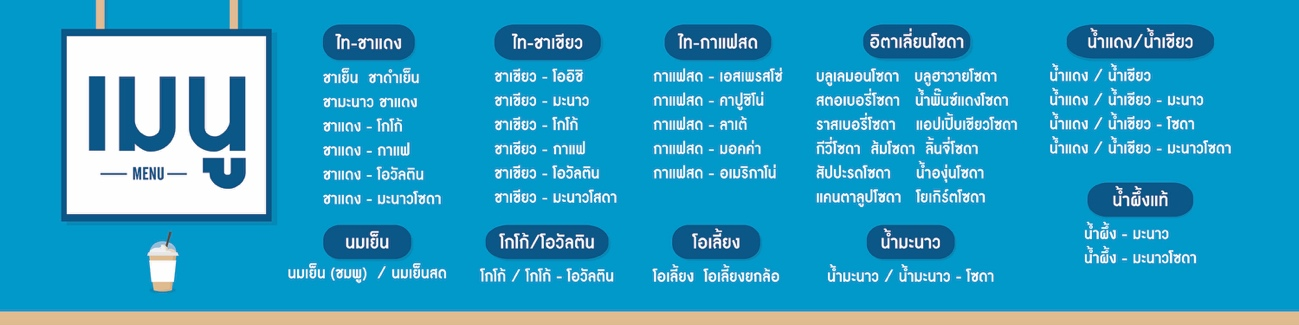 เมนู
MENU
ไท-ชาแดง
ชาเย็น ชาดำเย็น
ชามะนาว ชาแดง
ชาแดง - โกโก้
ชาแดง - กาแฟ
ชาแดง - โอวัลติน
ชาแดง - มะนาวโซดา
ไท-ชาเขียว
ชาเขียว - โออิชิ
ชาเขียว - มะนาว
ชาเขียว - โกโก้
ชาเขียว - กาแฟ
ชาเขียว - โอวัลติน
ชาเขียว - มะนาวโสดา
ไท-กาแฟสด
กาแฟสด - เอสเพรสโซ่
กาแฟสด - คาปูชิโน่
กาแฟสด - ลาเต้
กาแฟสด - มอคค่า
กาแฟสด - อเมริกาโน่
อิตาเลี่ยนโซดา
บลูเลมอนโซดา บลูฮาวายโซดา
สตอเบอรี่โซดา น้ำพั๊นซ์แดงโซดา
ราสเบอรี่โซดา แอปเปิ้บเขียวโซดา
กีวี่โซดา ส้มโซดา ลิ้นจี่โซดา
สัปปะรดโซดา น้ำองุ่นโซดา
แคนตาลูปโซดา โยเกิร์ตโซดา
น้ำแดง/น้ำเขียว
น้ำแดง / น้ำเขียว
น้ำแดง / น้ำเขียว - มะนาว
น้ำแดง / น้ำเขียว - โซดา
น้ำแดง / น้ำเขียว - มะนาวโซดา
นมเย็น
นมเย็น (ชมพู) / นมเย็นสด
โกโก้/โอวัลติน
โกโก้ / โกโก้ - โอวัลติน
โอเลี้ยง
โอเลี้ยง โอเลี้ยงยกล้อ
น้ำมะนาว
น้ำมะนาว / น้ำมะนาว - โซดา
น้ำผึ้งแท้
น้ำผึ้ง - มะนาว
น้ำผึ้ง - มะนาวโซดา